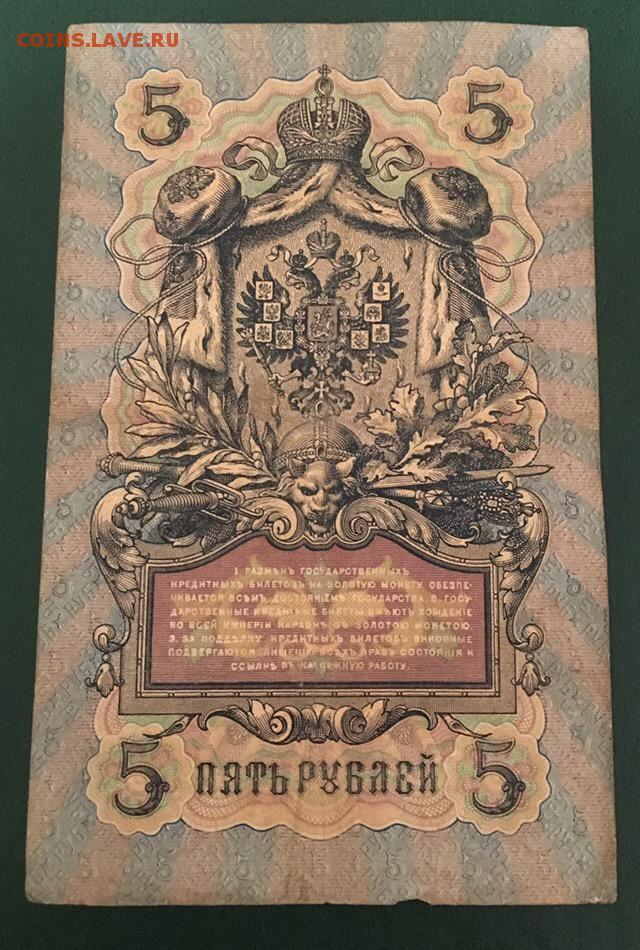 COINS.LAVE.RU
5 5
1. РАЗМѢНЪ ГОСУДАРСТВЕННЫХЪ
КРЕДИТНЫХЪ БИЛЕТОВЪ НА ЗОЛОТУЮ МОНЕТУ ОБЕЗПЕ-
ЧИВАЕТСЯ ВСѢМЪ ДОСТОЯНІЕМЪ ГОСУДАРСТВА. 2. ГОСУ-
ДАРСТВЕННЫЕ КРЕДИТНЫЕ БИЛЕТЫ ИМѢЮТЪ ХОЖДЕНІЕ
ВО ВСЕЙ ИМПЕРІИ НАРАВНѢ СЪ ЗОЛОТОЮ МОНЕТОЮ.
3. ЗА ПОДДѢЛКУ КРЕДИТНЫХЪ БИЛЕТОВЪ ВИНОВНЫЕ
ПОДВЕРГАЮТСЯ ЛИШЕНІЮ ВСѢХЪ ПРАВЪ СОСТОЯНІЯ И
ССЫЛКѢ ВЪ КАТОРЖНУЮ РАБОТУ.
5 ПЯТЬ РУБЛЕЙ 5